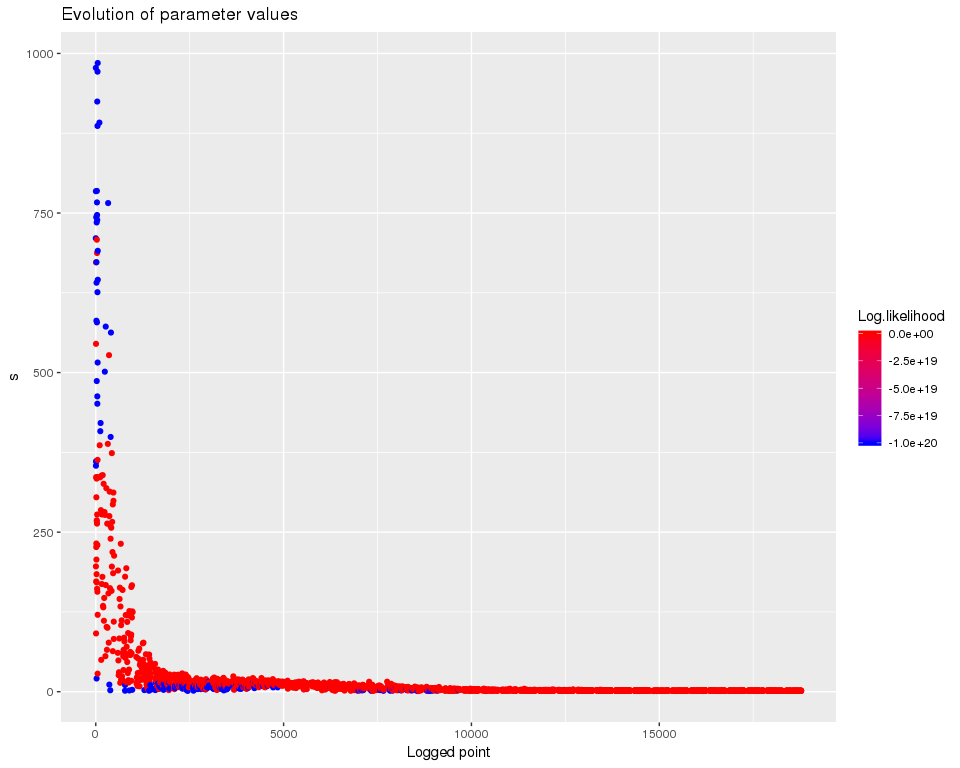 Evolution of parameter values
1000
750
500
250
0
s
0
5000
10000
15000
Logged point
Log.likelihood
0.0e+00
-2.5e+19
-5.0e+19
-7.5e+19
-1.0e+20